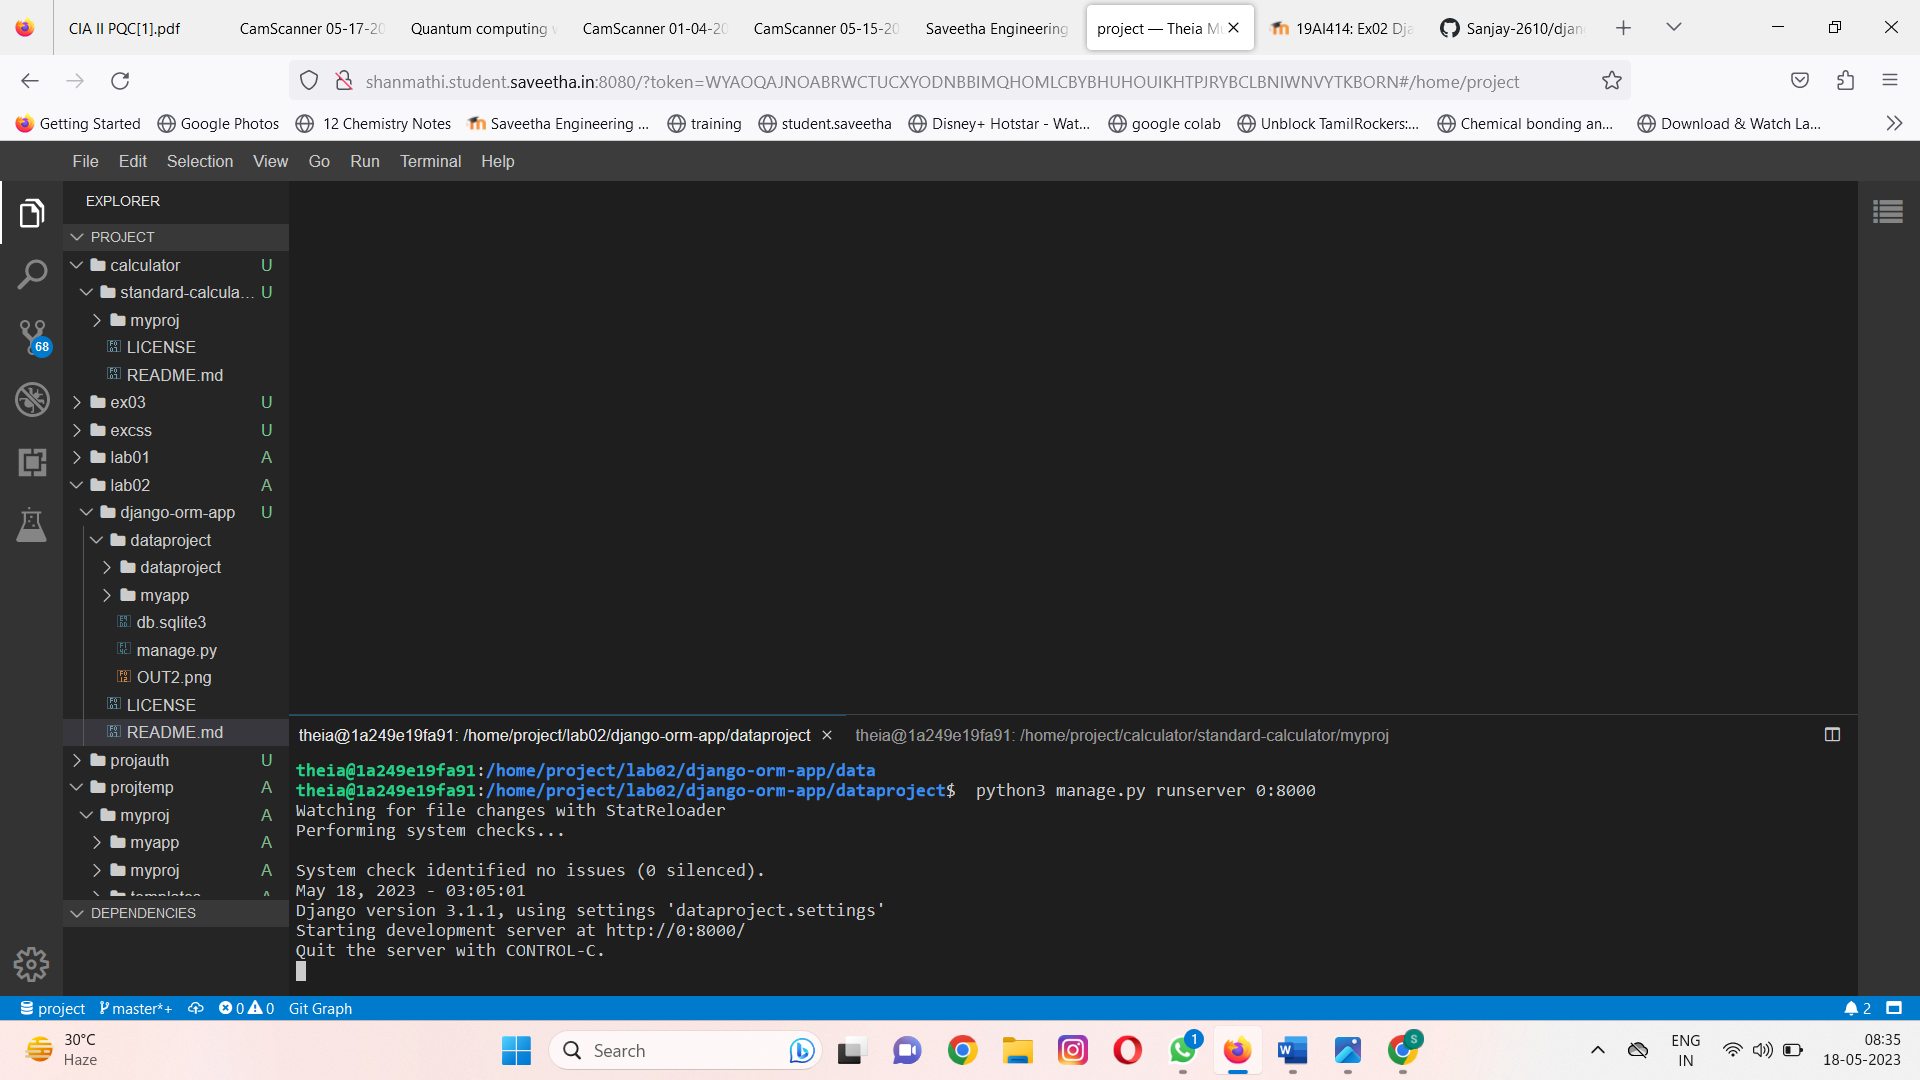 CIA II PQC[1].pdf
CamScanner 05-17-20
Quantum computing
CamScanner 01-04-20
CamScanner 05-15-20
Saveetha Engineering
project — Theia Mu
19AI414: Ex02 Dja
Sanjay-2610/djan
shanmathi.student.saveetha.in:8080/?token=WYAOQAJNOABRWCTUCXYODNBBIMQHOMLCBYBHUHOUIKHTPJRYBCLBNIWNVYTKBORN#/home/project
Getting Started
Google Photos
12 Chemistry Notes
Saveetha Engineering ...
training
student.saveetha
Disney+ Hotstar - Wat...
google colab
Unblock TamilRockers:...
Chemical bonding an...
Download & Watch La...
File Edit Selection View Go Run Terminal Help
EXPLORER
PROJECT
calculator U
standard-calcula... U
myproj
LICENSE
README.md
ex03 U
excss U
lab01 A
lab02 A
django-orm-app U
dataproject
dataproject
myapp
db.sqlite3
manage.py
OUT2.png
LICENSE
README.md
projauth U
projtemp A
myproj A
myapp A
myproj A
templates A
DEPENDENCIES
68
theia@1a249e19fa91: /home/project/lab02/django-orm-app/dataproject
theia@1a249e19fa91: /home/project/calculator/standard-calculator/myproj
theia@1a249e19fa91:/home/project/lab02/django-orm-app/data
theia@1a249e19fa91:/home/project/lab02/django-orm-app/dataproject$  python3 manage.py runserver 0:8000
Watching for file changes with StatReloader
Performing system checks...
System check identified no issues (0 silenced).
May 18, 2023 - 03:05:01
Django version 3.1.1, using settings 'dataproject.settings'
Starting development server at http://0:8000/
Quit the server with CONTROL-C.
project master*+ 0 0 Git Graph
2
30°C
Haze
Search
1
S
ENG
IN
08:35
18-05-2023